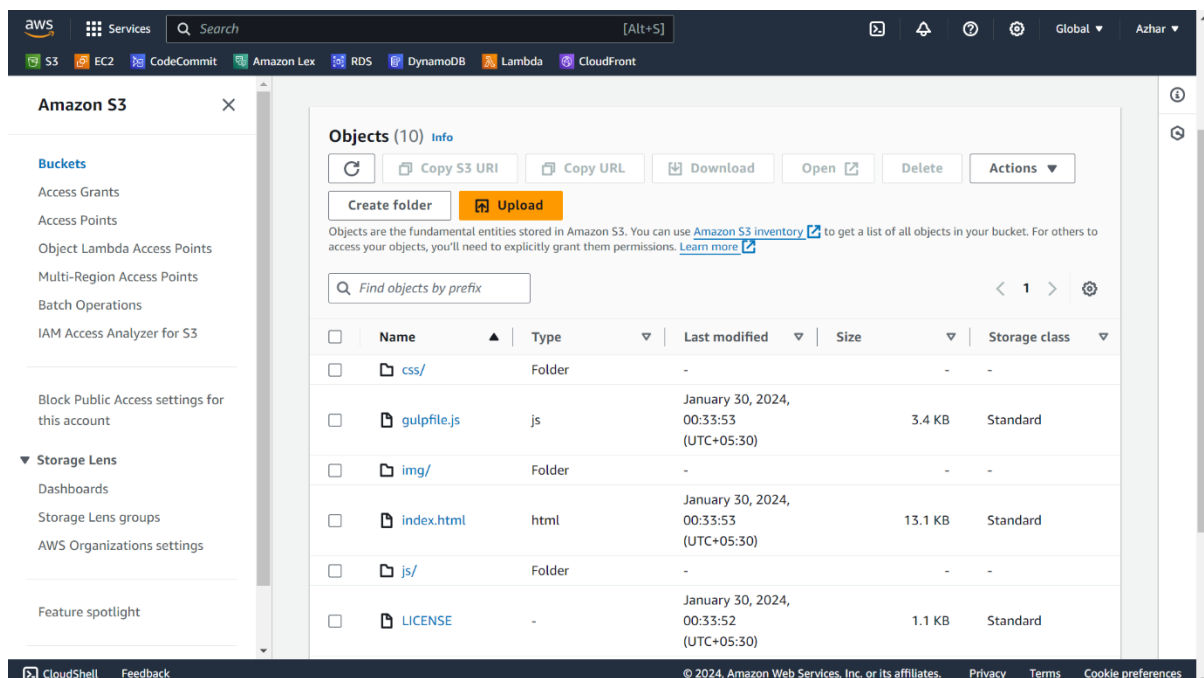 aws
Services
Search
[Alt+S]
Global ▼
Azhar ▼
S3
EC2
CodeCommit
Amazon Lex
RDS
DynamoDB
Lambda
CloudFront
Amazon S3
Buckets
Access Grants
Access Points
Object Lambda Access Points
Multi-Region Access Points
Batch Operations
IAM Access Analyzer for S3
Block Public Access settings for
this account
▼ Storage Lens
Dashboards
Storage Lens groups
AWS Organizations settings
Feature spotlight
Objects (10) Info
Copy S3 URI
Copy URL
Download
Open
Delete
Actions ▼
Create folder
Upload
Objects are the fundamental entities stored in Amazon S3. You can use Amazon S3 inventory to get a list of all objects in your bucket. For others to
access your objects, you'll need to explicitly grant them permissions. Learn more
Find objects by prefix
< 1 >
Name ▲ Type Last modified Size Storage class
css/ Folder - - -
January 30, 2024,
gulpfile.js js 00:33:53 3.4 KB Standard
(UTC+05:30)
img/ Folder - - -
January 30, 2024,
index.html html 00:33:53 13.1 KB Standard
(UTC+05:30)
js/ Folder - - -
January 30, 2024,
LICENSE - 00:33:52 1.1 KB Standard
(UTC+05:30)
CloudShell Feedback © 2024, Amazon Web Services, Inc. or its affiliates. Privacy Terms Cookie preferences